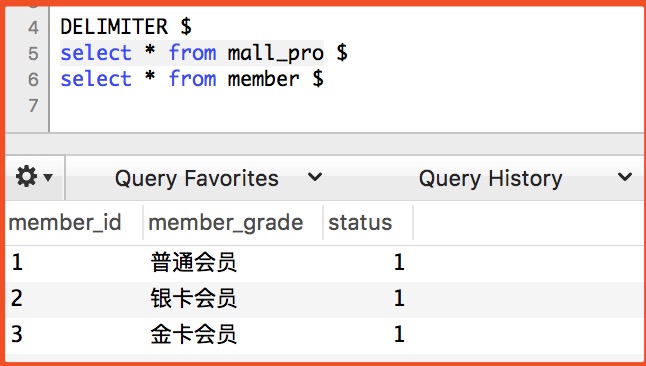 4 DELIMITER $
5 select * from mall_pro $
6 select * from member $
7
Query Favorites Query History
member_id member_grade status
1 普通会员 1
2 银卡会员 1
3 金卡会员 1